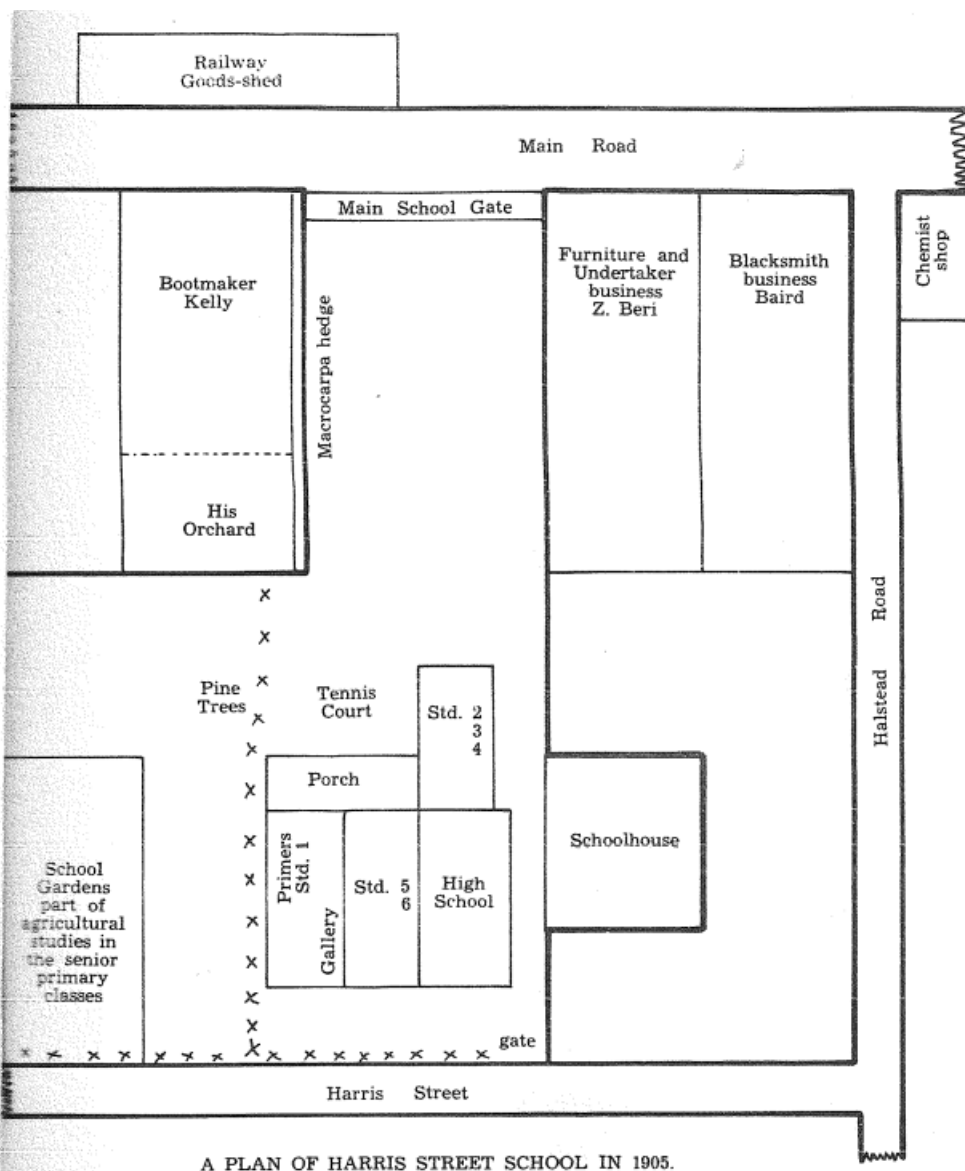 Railway
Goods-shed
Main Road
Main School Gate
Bootmaker
Kelly
Macrocarpa hedge
Furniture and
Undertaker
business
Z. Beri
Blacksmith
business
Baird
Chemist
shop
His
Orchard
Halstead Road
Pine
Trees
Tennis
Court
Std. 2
3
4
Porch
Primers
Std. 1
Gallery
Std. 5
6
High
School
Schoolhouse
School
Gardens
part of
agricultural
studies in
the senior
primary
classes
gate
Harris Street
A PLAN OF HARRIS STREET SCHOOL IN 1905.